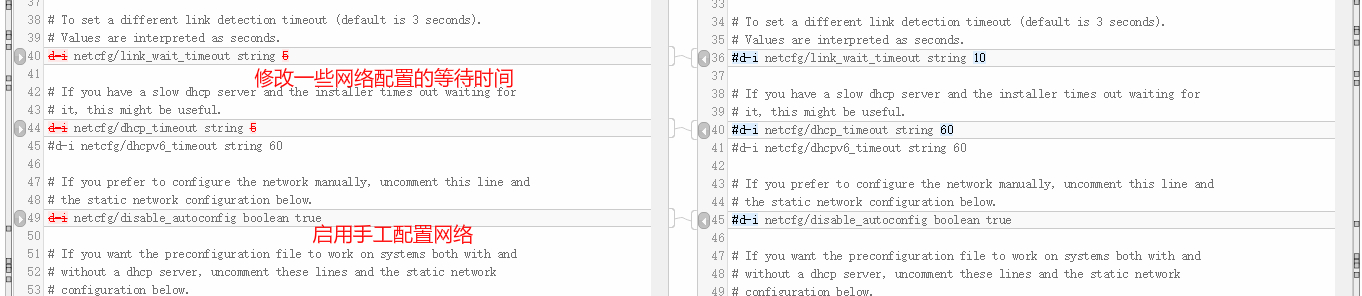 37
38 # To set a different link detection timeout (default is 3 seconds).
39 # Values are interpreted as seconds.
40 d-i netcfg/link_wait_timeout string 5
41
修改一些网络配置的等待时间
42 # If you have a slow dhcp server and the installer times out waiting for
43 # it, this might be useful.
44 d-i netcfg/dhcp_timeout string 5
45 #d-i netcfg/dhcpv6_timeout string 60
46
47 # If you prefer to configure the network manually, uncomment this line and
48 # the static network configuration below.
49 d-i netcfg/disable_autoconfig boolean true
50
启用手工配置网络
51 # If you want the preconfiguration file to work on systems both with and
52 # without a dhcp server, uncomment these lines and the static network
53 # configuration below.
33
34 # To set a different link detection timeout (default is 3 seconds).
35 # Values are interpreted as seconds.
36 #d-i netcfg/link_wait_timeout string 10
37
38 # If you have a slow dhcp server and the installer times out waiting for
39 # it, this might be useful.
40 #d-i netcfg/dhcp_timeout string 60
41 #d-i netcfg/dhcpv6_timeout string 60
42
43 # If you prefer to configure the network manually, uncomment this line and
44 # the static network configuration below.
45 #d-i netcfg/disable_autoconfig boolean true
46
47 # If you want the preconfiguration file to work on systems both with and
48 # without a dhcp server, uncomment these lines and the static network
49 # configuration below.